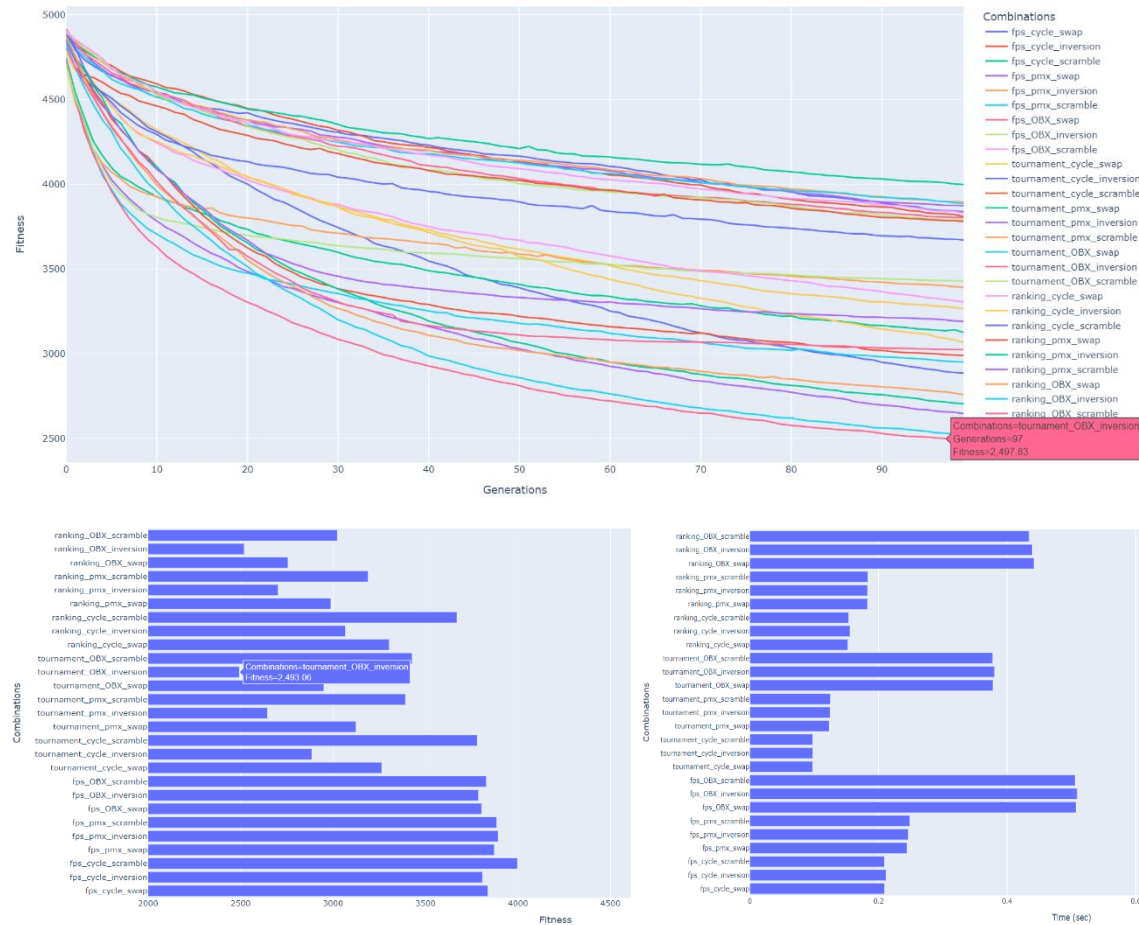 5000
4500
4000
3500
3000
2500
Fitness
0
10
20
30
40
50
60
70
80
90
Generations
Combinations
fps_cycle_swap
fps_cycle_inversion
fps_cycle_scramble
fps_pmx_swap
fps_pmx_inversion
fps_pmx_scramble
fps_OBX_swap
fps_OBX_inversion
fps_OBX_scramble
tournament_cycle_swap
tournament_cycle_inversion
tournament_cycle_scramble
tournament_pmx_swap
tournament_pmx_inversion
tournament_pmx_scramble
tournament_OBX_swap
tournament_OBX_inversion
tournament_OBX_scramble
ranking_cycle_swap
ranking_cycle_inversion
ranking_cycle_scramble
ranking_pmx_swap
ranking_pmx_inversion
ranking_pmx_scramble
ranking_OBX_swap
ranking_OBX_inversion
ranking_OBX_scramble
Combinations=tournament_OBX_inversion
Generations=97
Fitness=2,497.83
Combinations
ranking_OBX_scramble
ranking_OBX_inversion
ranking_OBX_swap
ranking_pmx_scramble
ranking_pmx_inversion
ranking_pmx_swap
ranking_cycle_scramble
ranking_cycle_inversion
ranking_cycle_swap
tournament_OBX_scramble
tournament_OBX_inversion
tournament_OBX_swap
tournament_pmx_scramble
tournament_pmx_inversion
tournament_pmx_swap
tournament_cycle_scramble
tournament_cycle_inversion
tournament_cycle_swap
fps_OBX_scramble
fps_OBX_inversion
fps_OBX_swap
fps_pmx_scramble
fps_pmx_inversion
fps_pmx_swap
fps_cycle_scramble
fps_cycle_inversion
fps_cycle_swap
Combinations=tournament_OBX_inversion
Fitness=2,493.06
2000
2500
3000
3500
4000
4500
Fitness
Combinations
ranking_OBX_scramble
ranking_OBX_inversion
ranking_OBX_swap
ranking_pmx_scramble
ranking_pmx_inversion
ranking_pmx_swap
ranking_cycle_scramble
ranking_cycle_inversion
ranking_cycle_swap
tournament_OBX_scramble
tournament_OBX_inversion
tournament_OBX_swap
tournament_pmx_scramble
tournament_pmx_inversion
tournament_pmx_swap
tournament_cycle_scramble
tournament_cycle_inversion
tournament_cycle_swap
fps_OBX_scramble
fps_OBX_inversion
fps_OBX_swap
fps_pmx_scramble
fps_pmx_inversion
fps_pmx_swap
fps_cycle_scramble
fps_cycle_inversion
fps_cycle_swap
0
0.2
0.4
Time (sec)